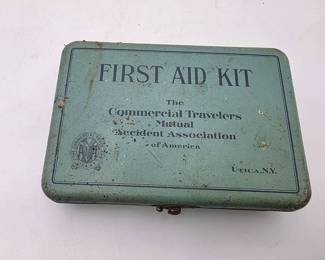 FIRST AID KIT
The
Commercial Travelers
Mutual
Accident Association
of America
UTICA, N.Y.